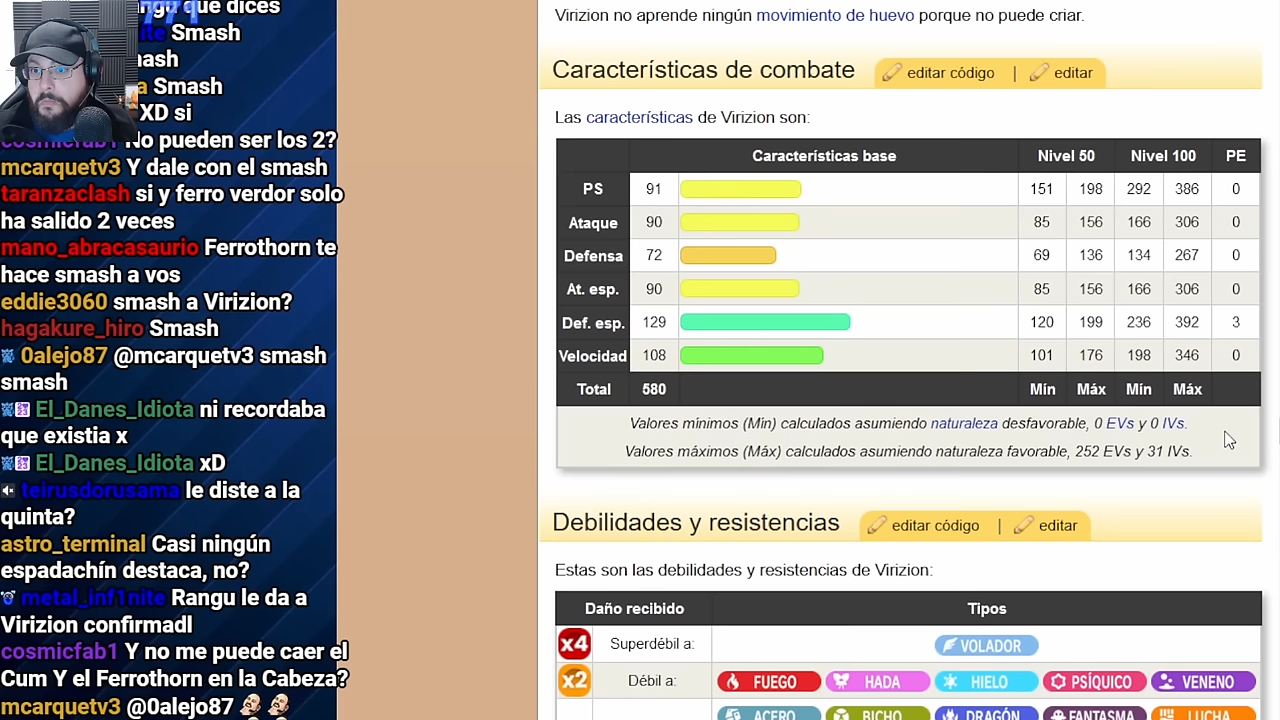 ngu que dices
nite Smash
mash
a Smash
XD si
cosmicfab1 No pueden ser los 2?
mcarquetv3 Y dale con el smash
taranzaclash si y ferro verdor solo
ha salido 2 veces
mano_abracasaurio Ferrothorn te
hace smash a vos
eddie3060 smash a Virizion?
hagakure_hiro Smash
0alejo87 @mcarquetv3 smash
smash
El_Danes_Idiota ni recordaba
que existia x
El_Danes_Idiota xD
teirusdorusama le diste a la
quinta?
astro_terminal Casi ningún
espadachín destaca, no?
metal_inf1nite Rangu le da a
Virizion confirmadl
cosmicfab1 Y no me puede caer el
Cum Y el Ferrothorn en la Cabeza?
mcarquetv3 @0alejo87
Virizion no aprende ningún movimiento de huevo porque no puede criar.
Características de combate editar código | editar
Las características de Virizion son:
Características base Nivel 50 Nivel 100 PE
PS 91 151 198 292 386 0
Ataque 90 85 156 166 306 0
Defensa 72 69 136 134 267 0
At. esp. 90 85 156 166 306 0
Def. esp. 129 120 199 236 392 3
Velocidad 108 101 176 198 346 0
Total 580 Mín Máx Mín Máx
Valores mínimos (Min) calculados asumiendo naturaleza desfavorable, 0 EVs y 0 IVs.
Valores máximos (Máx) calculados asumiendo naturaleza favorable, 252 EVs y 31 IVs.
Debilidades y resistencias editar código | editar
Estas son las debilidades y resistencias de Virizion:
Daño recibido Tipos
x4 Superdébil a: VOLADOR
x2 Débil a: FUEGO HADA HIELO PSÍQUICO VENENO
ACERO BICHO DRAGÓN FANTASMA LUCHA